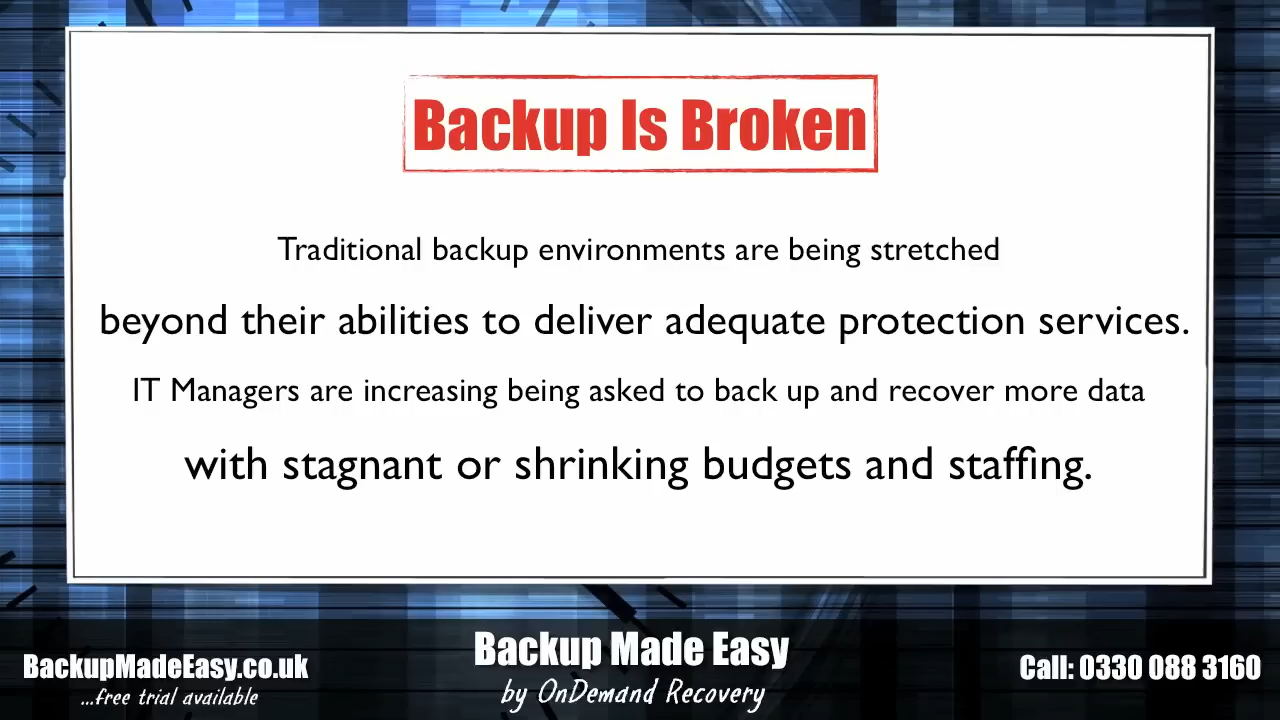 Backup Is Broken
Traditional backup environments are being stretched
beyond their abilities to deliver adequate protection services.
IT Managers are increasing being asked to back up and recover more data
with stagnant or shrinking budgets and staffing.
BackupMadeEasy.co.uk
...free trial available
Backup Made Easy
by OnDemand Recovery
Call: 0330 088 3160